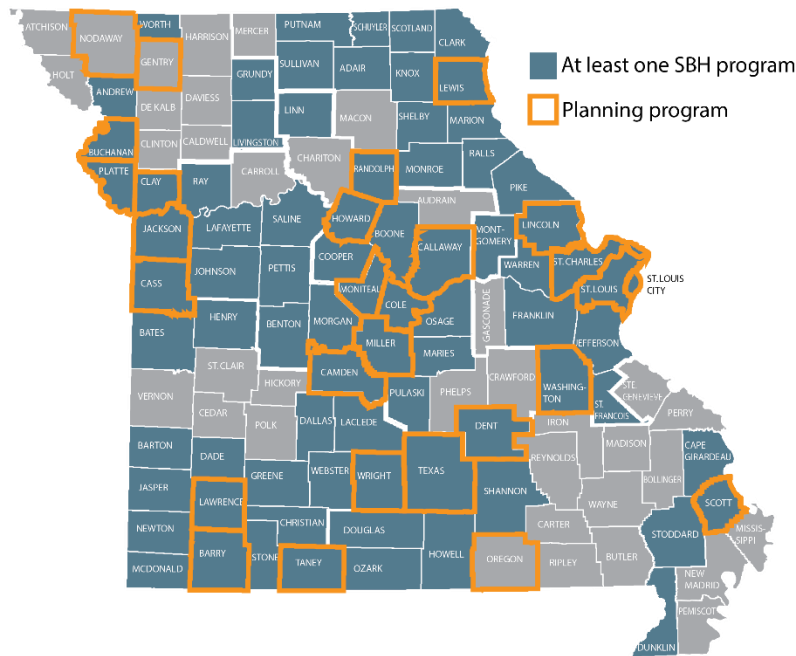 ATCHISON
NODAWAY
WORTH
HARRISON
MERCER
PUTNAM
SCHUYLER
SCOTLAND
CLARK
HOLT
GENTRY
SULLIVAN
ADAIR
KNOX
LEWIS
At least one SBH program
Planning program
ANDREW
DE KALB
DAVIESS
GRUNDY
LINN
MACON
SHELBY
MARION
BUCHANAN
CLINTON
CALDWELL
LIVINGSTON
CHARITON
RANDOLPH
MONROE
RALLS
PLATTE
CLAY
RAY
CARROLL
PIKE
AUDRAIN
JACKSON
LAFAYETTE
SALINE
HOWARD
BOONE
CALLAWAY
MONT-
GOMERY
LINCOLN
CASS
JOHNSON
PETTIS
COOPER
MONITEAU
COLE
WARREN
ST.CHARLES
ST.LOUIS
ST.LOUIS
CITY
BATES
HENRY
BENTON
MORGAN
MILLER
OSAGE
GASCONADE
FRANKLIN
JEFFERSON
MARIES
ST.CLAIR
HICKORY
CAMDEN
PULASKI
PHELPS
CRAWFORD
WASHING-
TON
ST.
FRANCOIS
STE.
GENEVIEVE
PERRY
VERNON
CEDAR
POLK
DALLAS
LACLEDE
DENT
IRON
MADISON
CAPE
GIRARDEAU
BARTON
DADE
GREENE
WEBSTER
WRIGHT
TEXAS
REYNOLDS
BOLLINGER
JASPER
LAWRENCE
SHANNON
WAYNE
SCOTT
NEWTON
CHRISTIAN
DOUGLAS
HOWELL
CARTER
STODDARD
MISSIS-
SIPPI
MCDONALD
BARRY
STONE
TANEY
OZARK
OREGON
RIPLEY
BUTLER
NEW
MADRID
PEMISCOT
DUNKLIN